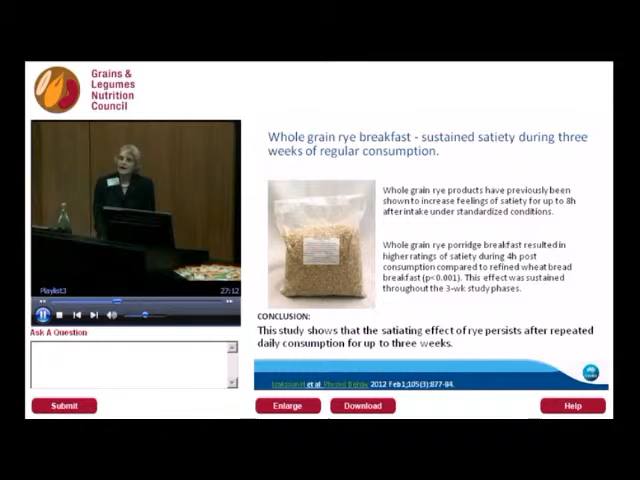 Grains &
Legumes
Nutrition
Council
Whole grain rye breakfast - sustained satiety during three
weeks of regular consumption.
Whole grain rye products have previously been
shown to increase feelings of satiety for up to 8h
after intake under standardized conditions.
Whole grain rye porridge breakfast resulted in
higher ratings of satiety during 4h post
consumption compared to refined wheat bread
breakfast (p<0.001). This effect was sustained
throughout the 3-wk study phases.
Playlist3 27:12
CONCLUSION:
This study shows that the satiating effect of rye persists after repeated
daily consumption for up to three weeks.
Ask A Question
et al 2012 Feb 1;105(3):877-84.
Submit
Enlarge
Download
Help